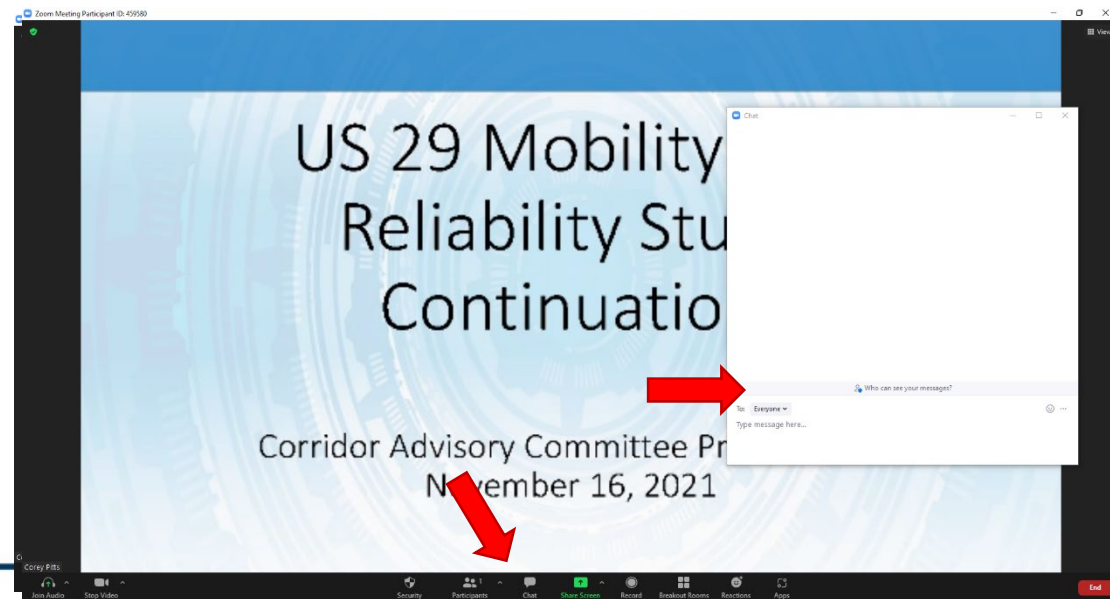 Zoom Meeting Participant ID: 459580
View
US 29 Mobility
Reliability Stu
Continuatio
Corridor Advisory Committee Pr
November 16, 2021
Chat
Who can see your messages?
To: Everyone
Type message here...
Corey Pitts
Join Audio
Stop Video
Security
Participants
1
Chat
Share Screen
Record
Breakout Rooms
Reactions
Apps
End